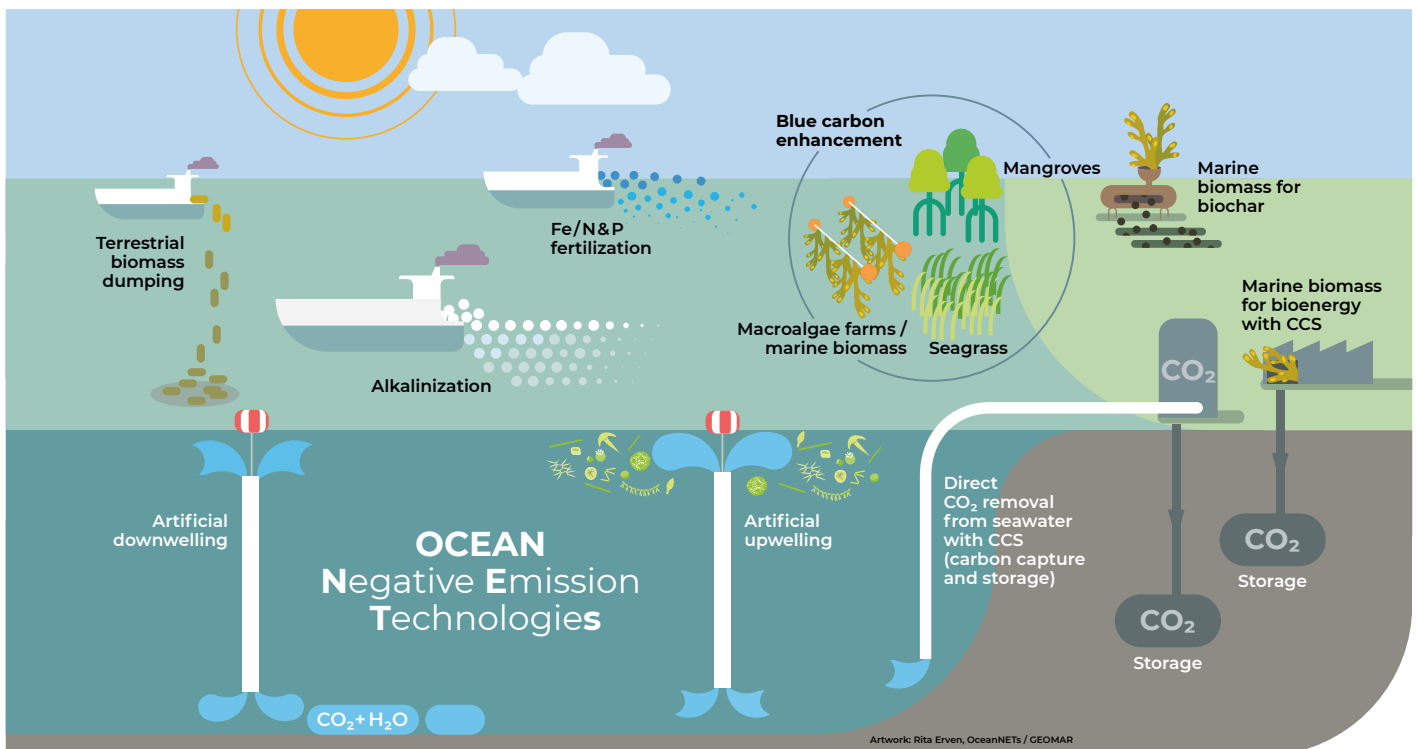 Blue carbon
enhancement
Mangroves
Marine
biomass for
biochar
Terrestrial
biomass
dumping
Fe/N&P
fertilization
Alkalinization
Macroalgae farms /
marine biomass
Seagrass
Marine biomass
for bioenergy
with CCS
CO₂
Artificial
downwelling
OCEAN
Negative Emission
Technologies
Artificial
upwelling
Direct
CO₂ removal
from seawater
with CCS
(carbon capture
and storage)
CO₂
Storage
CO₂
Storage
CO₂+H₂O
Artwork: Rita Erven, OceanNETs / GEOMAR